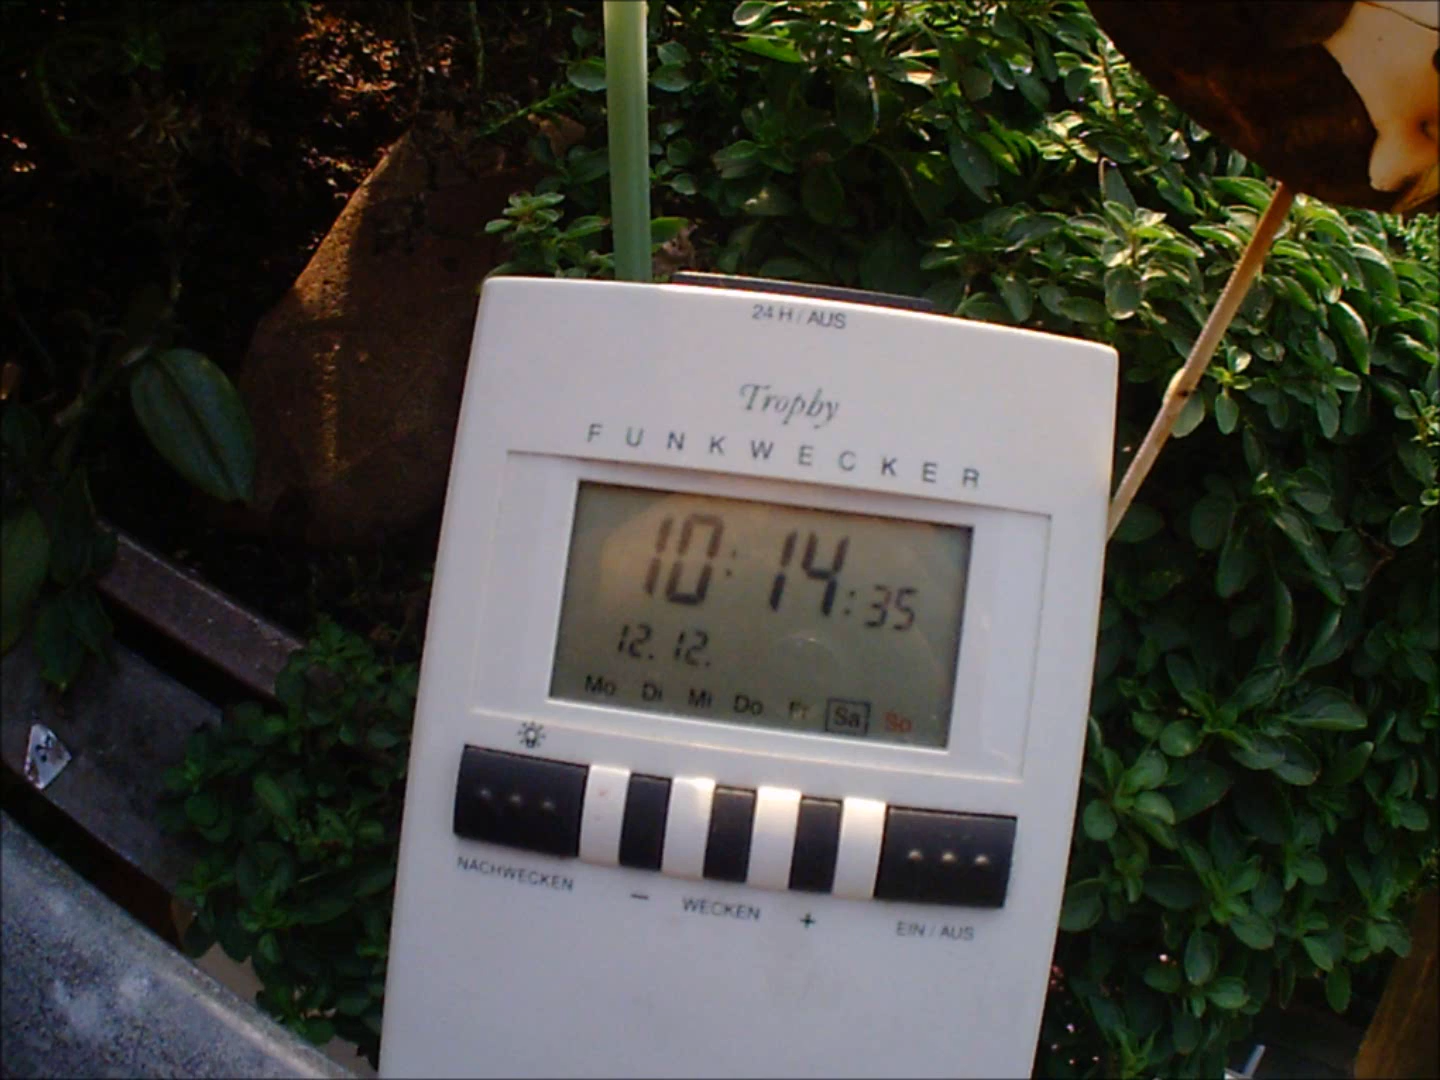 24 H / AUS
Trophy
FUNKWECKER
10:14:35
12.12.
Mo Di Mi Do Fr Sa So
NACHWECKEN
− WECKEN +
EIN / AUS